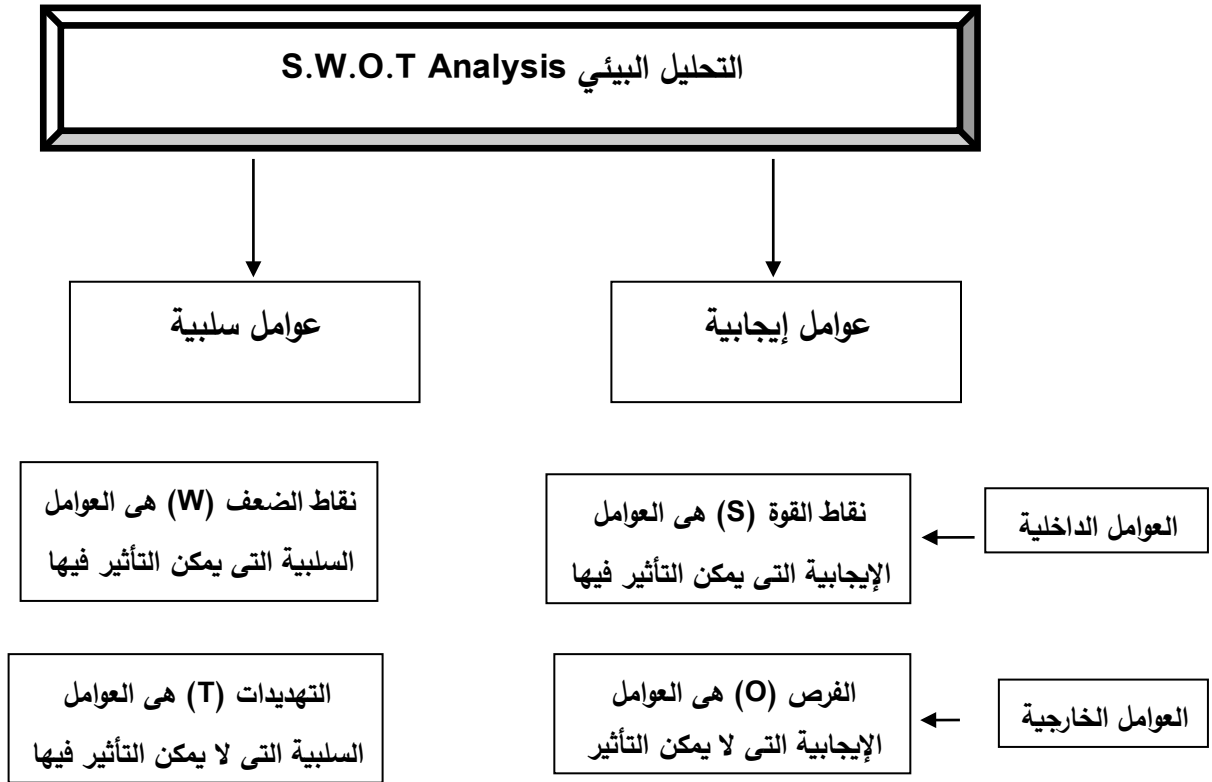 التحليل البيئي S.W.O.T Analysis
عوامل إيجابية
عوامل سلبية
العوامل الداخلية
نقاط القوة (S) هى العوامل
الإيجابية التى يمكن التأثير فيها
نقاط الضعف (W) هى العوامل
السلبية التى يمكن التأثير فيها
العوامل الخارجية
الفرص (O) هى العوامل
الإيجابية التى لا يمكن التأثير
التهديدات (T) هى العوامل
السلبية التى لا يمكن التأثير فيها